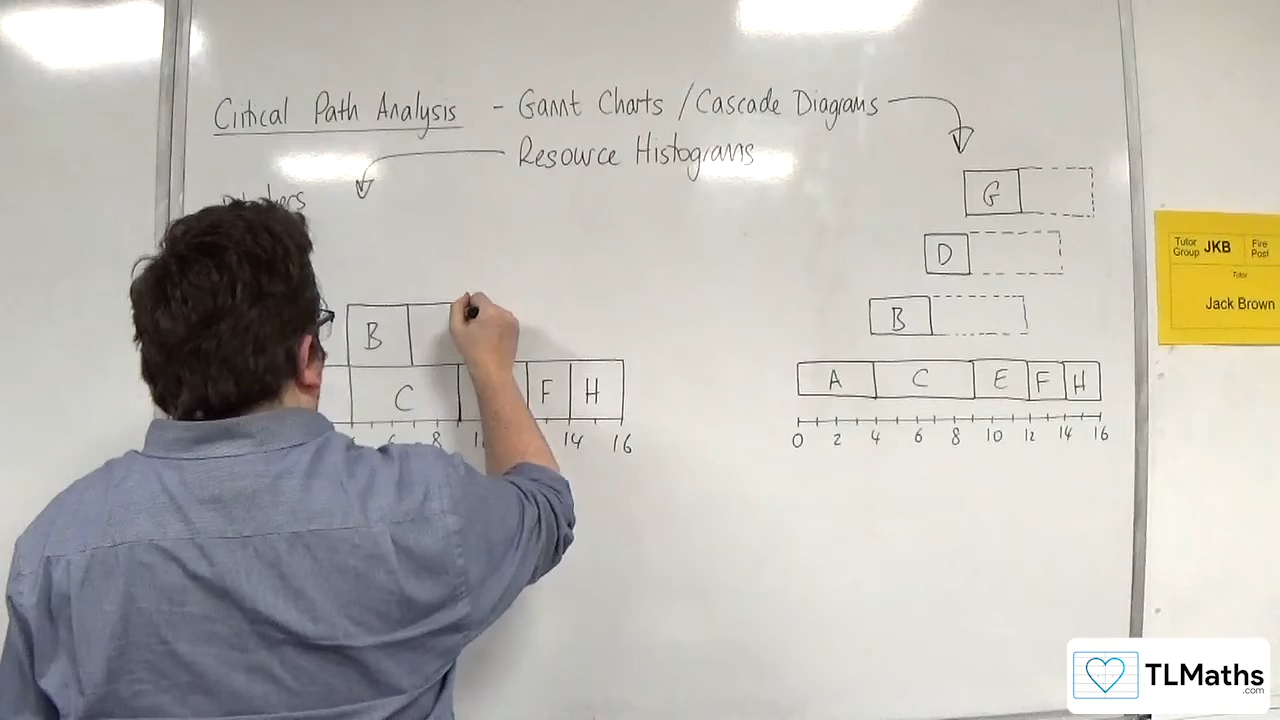 Critical Path Analysis - Gannt Charts / Cascade Diagrams
Resource Histograms
G
D
B
A C E F H
0 2 4 6 8 10 12 14 16
B
C F H
6 8 14 16
Tutor Group JKB Fire Post
Tutor
Jack Brown
TLMaths
.com